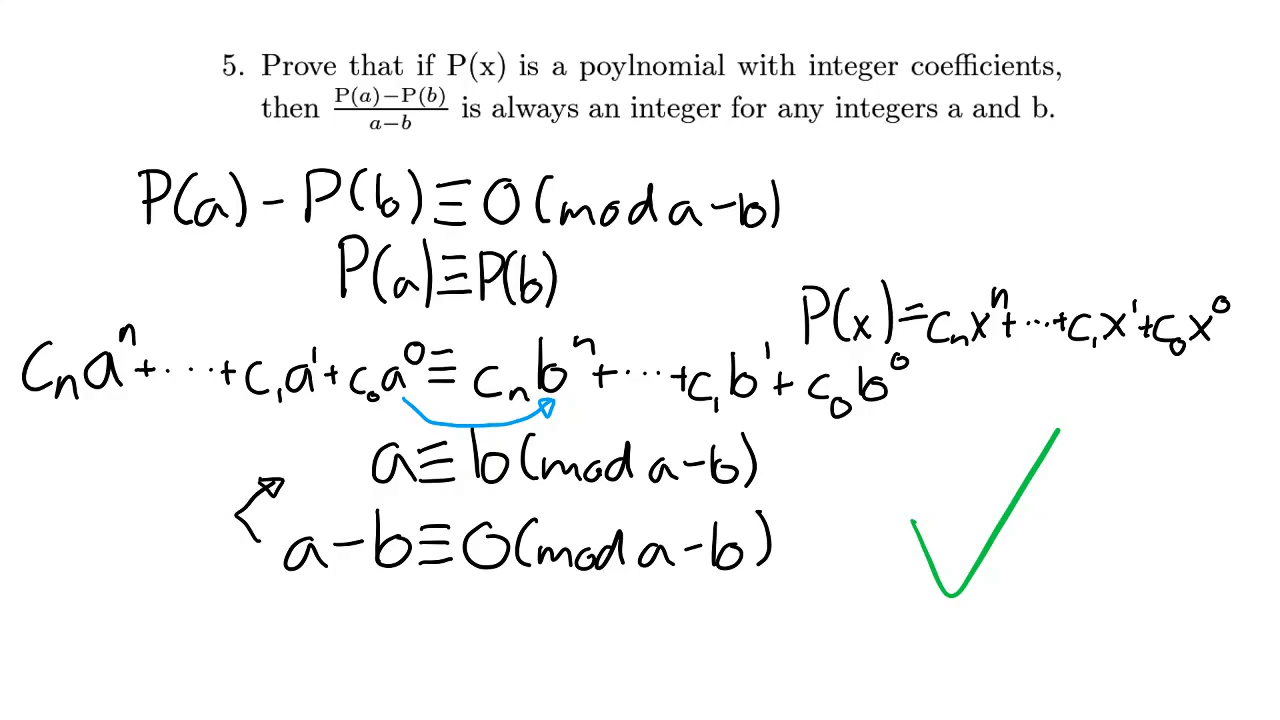 5. Prove that if P(x) is a poylnomial with integer coefficients,
then P(a)−P(b)/a−b is always an integer for any integers a and b.
P(a) - P(b) ≡ 0 (mod a-b)
P(a) ≡ P(b)
P(x) = cₙxⁿ + ··· + c₁x¹ + c₀x⁰
cₙaⁿ + ··· + c₁a¹ + c₀a⁰ ≡ cₙbⁿ + ··· + c₁b¹ + c₀b⁰
a ≡ b (mod a-b)
a - b ≡ 0 (mod a-b)